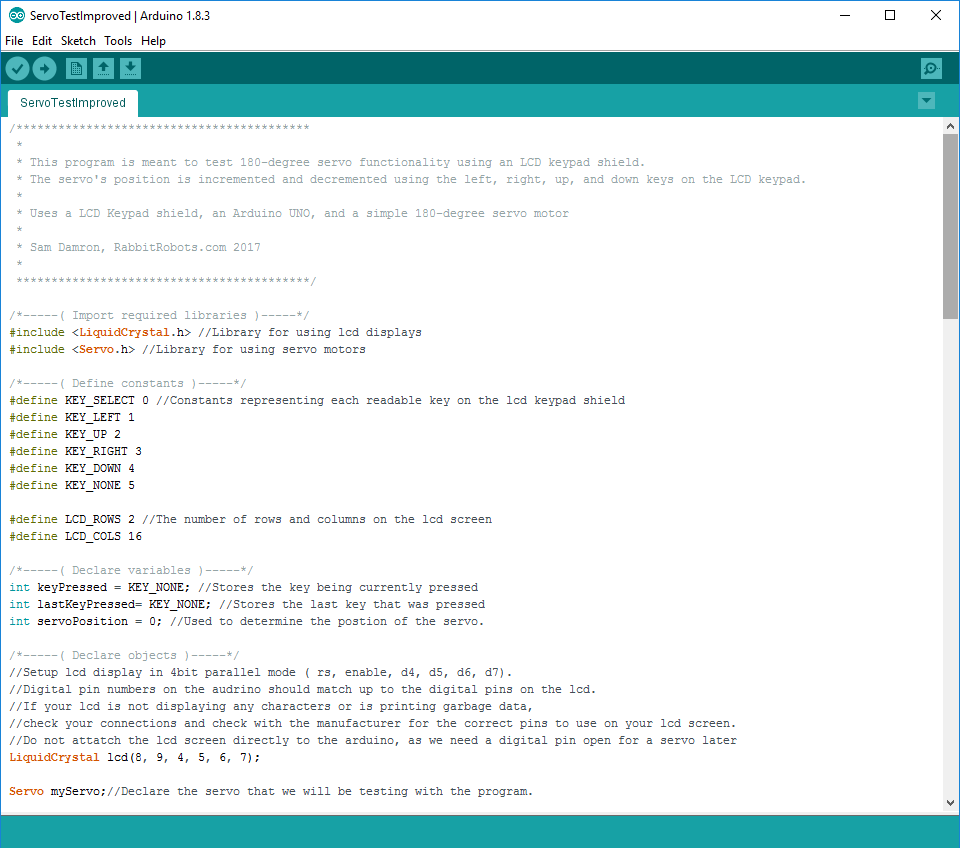 ServoTestImproved | Arduino 1.8.3
File Edit Sketch Tools Help
ServoTestImproved
/******************************************
 *
 * This program is meant to test 180-degree servo functionality using an LCD keypad shield.
 * The servo's position is incremented and decremented using the left, right, up, and down keys on the LCD keypad.
 *
 * Uses a LCD Keypad shield, an Arduino UNO, and a simple 180-degree servo motor
 *
 * Sam Damron, RabbitRobots.com 2017
 *
 ******************************************/
/*-----( Import required libraries )-----*/
#include <LiquidCrystal.h> //Library for using lcd displays
#include <Servo.h> //Library for using servo motors
/*-----( Define constants )-----*/
#define KEY_SELECT 0 //Constants representing each readable key on the lcd keypad shield
#define KEY_LEFT 1
#define KEY_UP 2
#define KEY_RIGHT 3
#define KEY_DOWN 4
#define KEY_NONE 5
#define LCD_ROWS 2 //The number of rows and columns on the lcd screen
#define LCD_COLS 16
/*-----( Declare variables )-----*/
int keyPressed = KEY_NONE; //Stores the key being currently pressed
int lastKeyPressed= KEY_NONE; //Stores the last key that was pressed
int servoPosition = 0; //Used to determine the postion of the servo.
/*-----( Declare objects )-----*/
//Setup lcd display in 4bit parallel mode ( rs, enable, d4, d5, d6, d7).
//Digital pin numbers on the audrino should match up to the digital pins on the lcd.
//If your lcd is not displaying any characters or is printing garbage data,
//check your connections and check with the manufacturer for the correct pins to use on your lcd screen.
//Do not attatch the lcd screen directly to the arduino, as we need a digital pin open for a servo later
LiquidCrystal lcd(8, 9, 4, 5, 6, 7);
Servo myServo;//Declare the servo that we will be testing with the program.